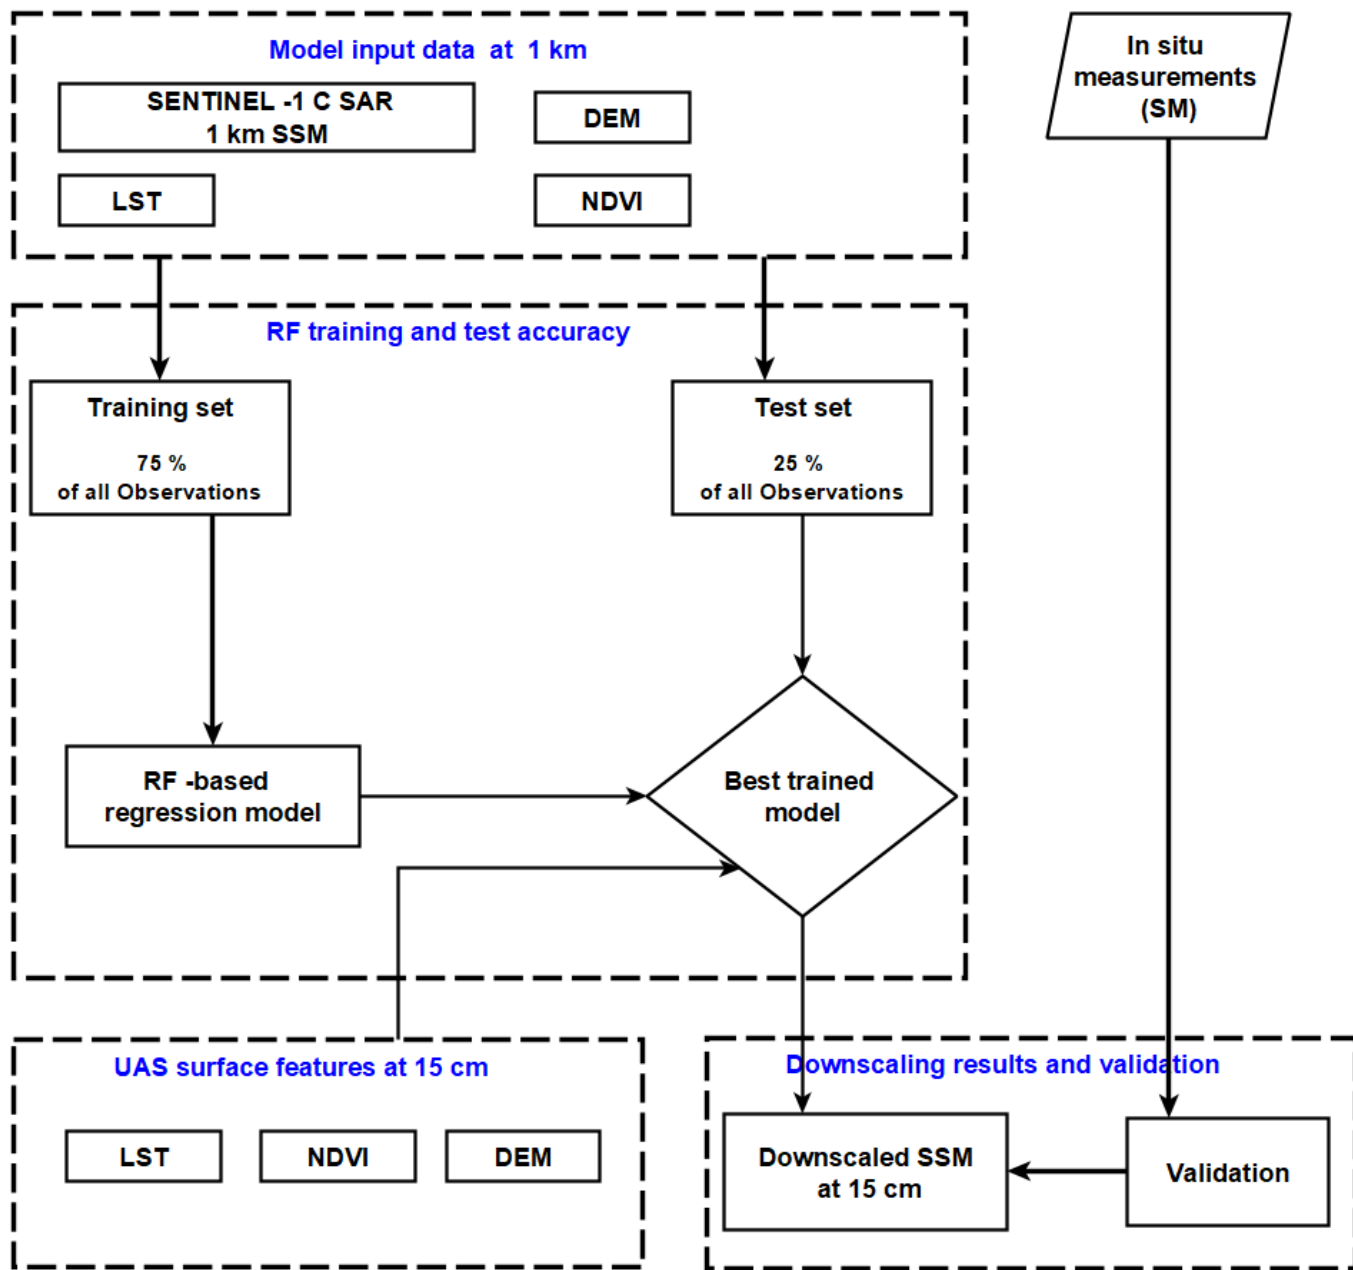 Model input data at 1 km
SENTINEL -1 C SAR
1 km SSM
DEM
LST
NDVI
In situ
measurements
(SM)
RF training and test accuracy
Training set
75 %
of all Observations
Test set
25 %
of all Observations
RF -based
regression model
Best trained
model
UAS surface features at 15 cm
LST
NDVI
DEM
Downscaling results and validation
Downscaled SSM
at 15 cm
Validation